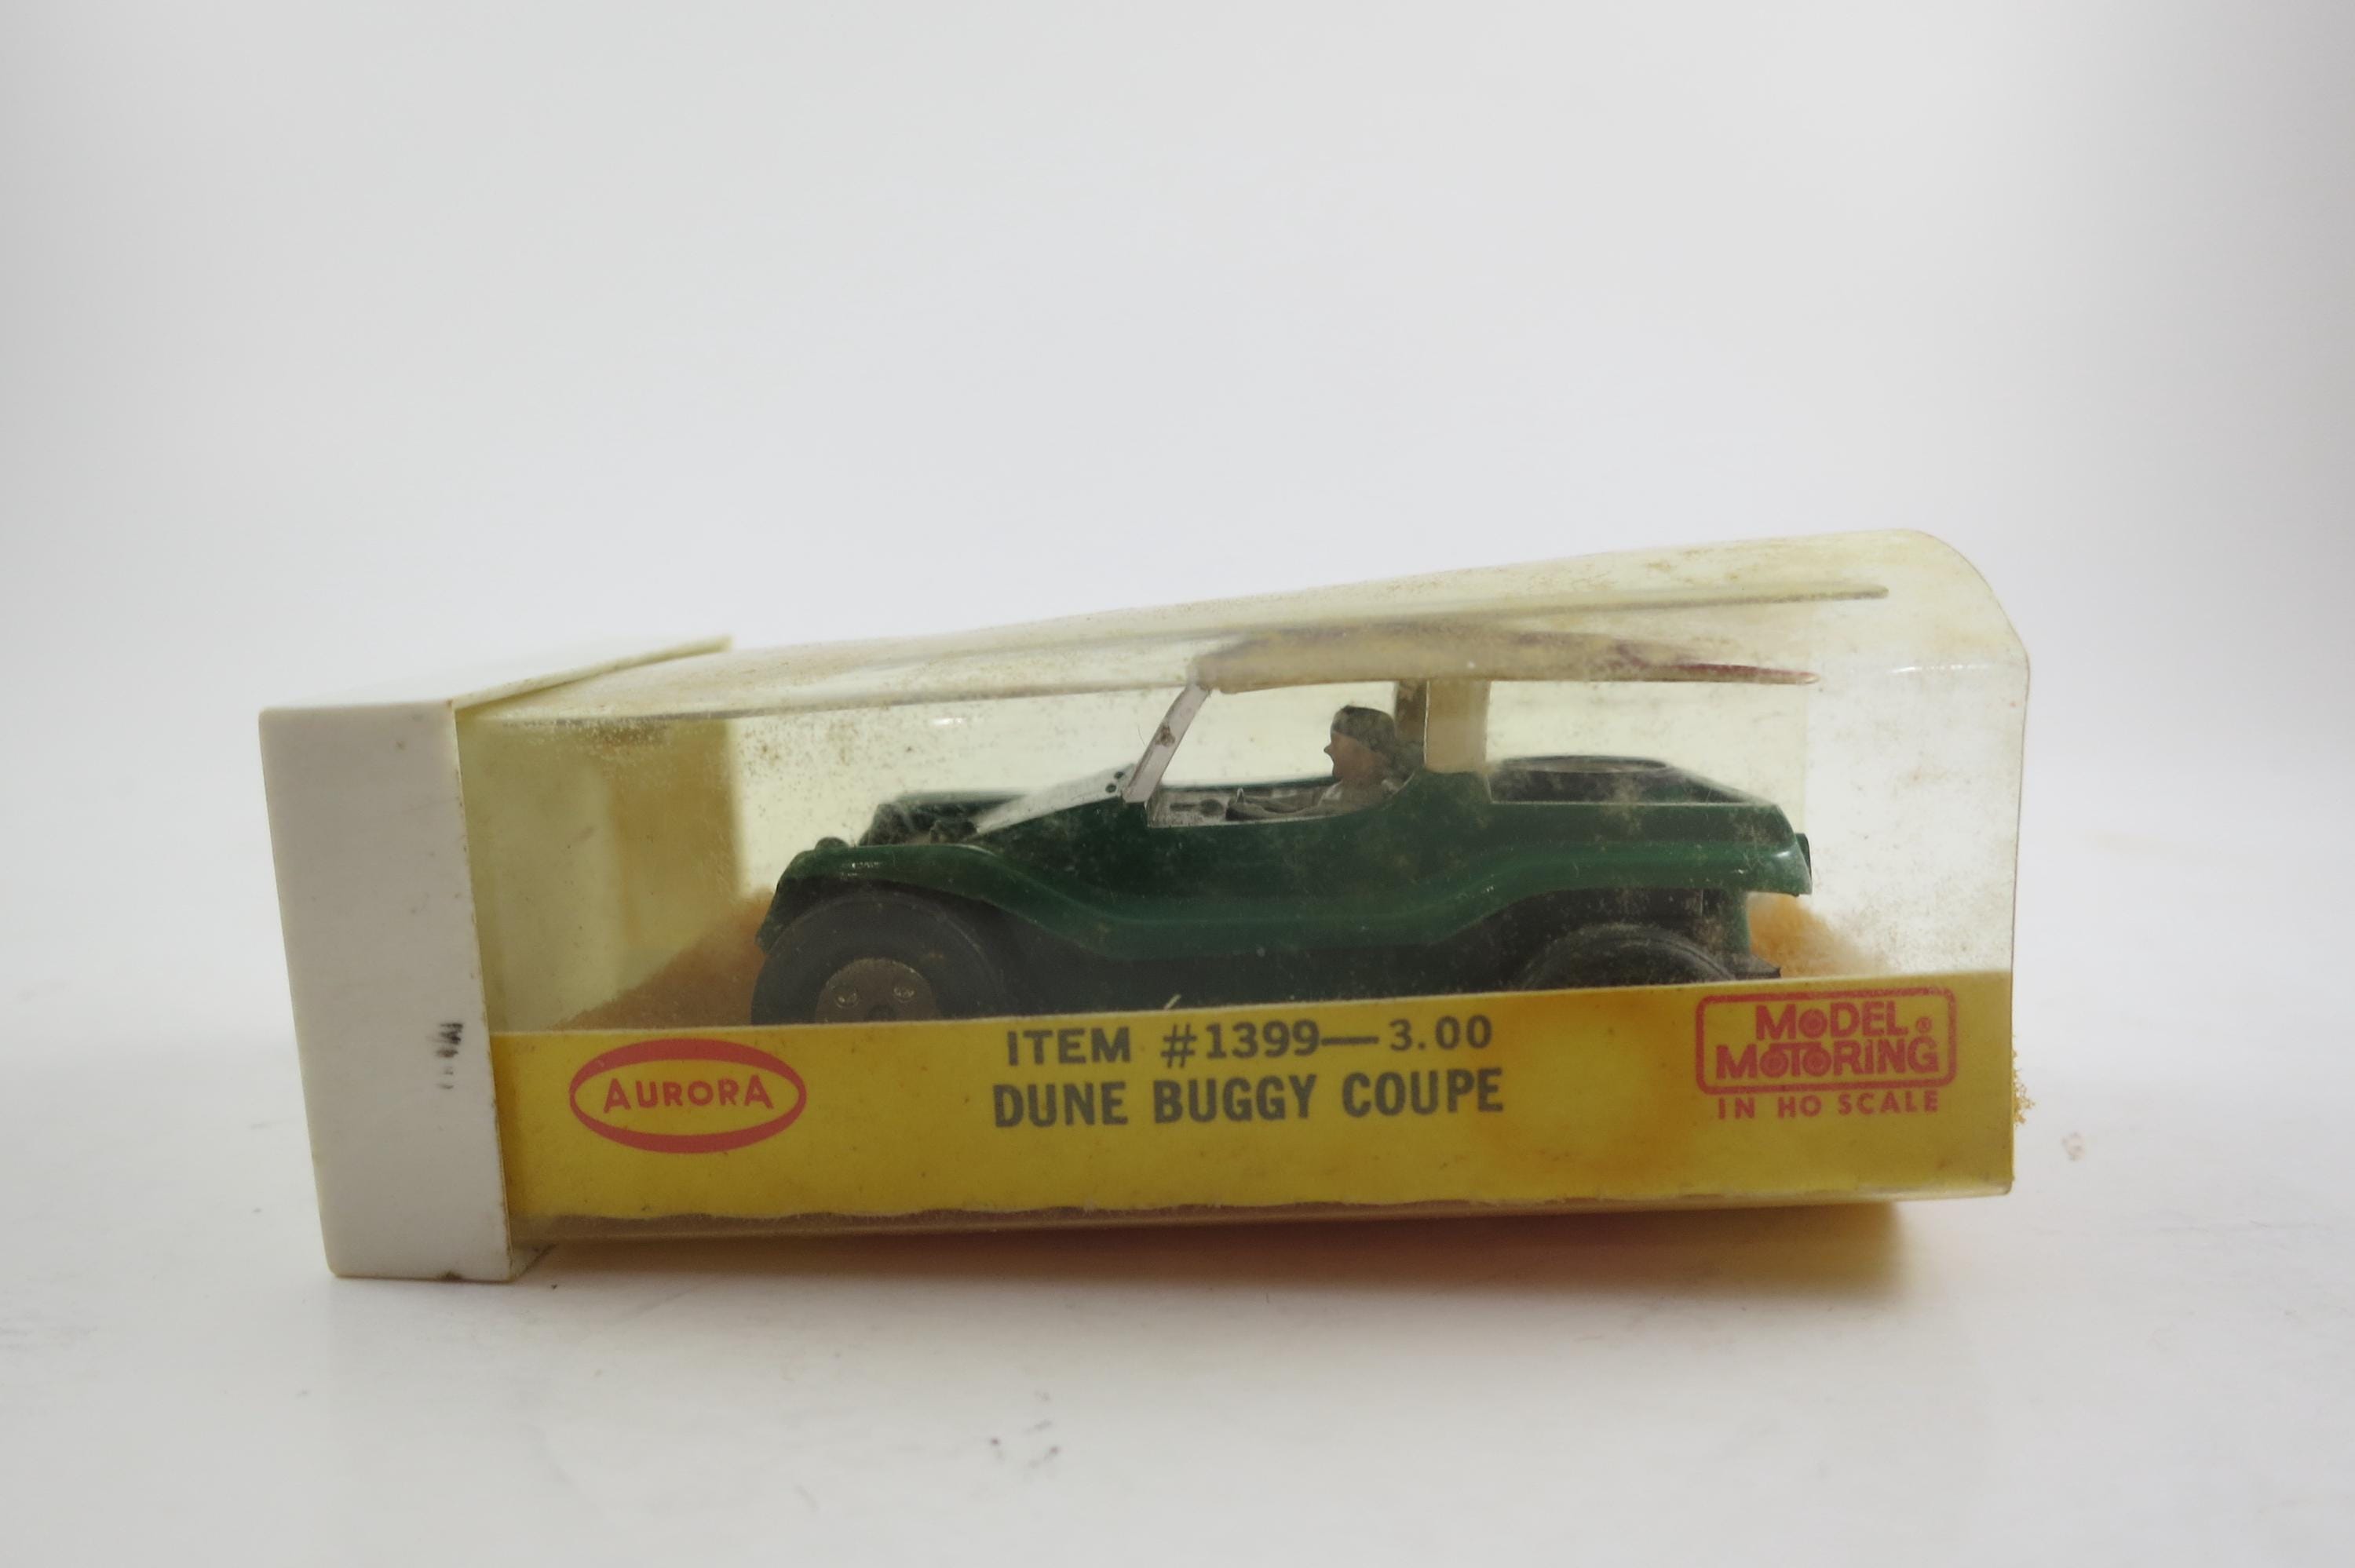 AURORA
ITEM #1399—3.00
DUNE BUGGY COUPE
MODEL
MOTORING®
IN HO SCALE